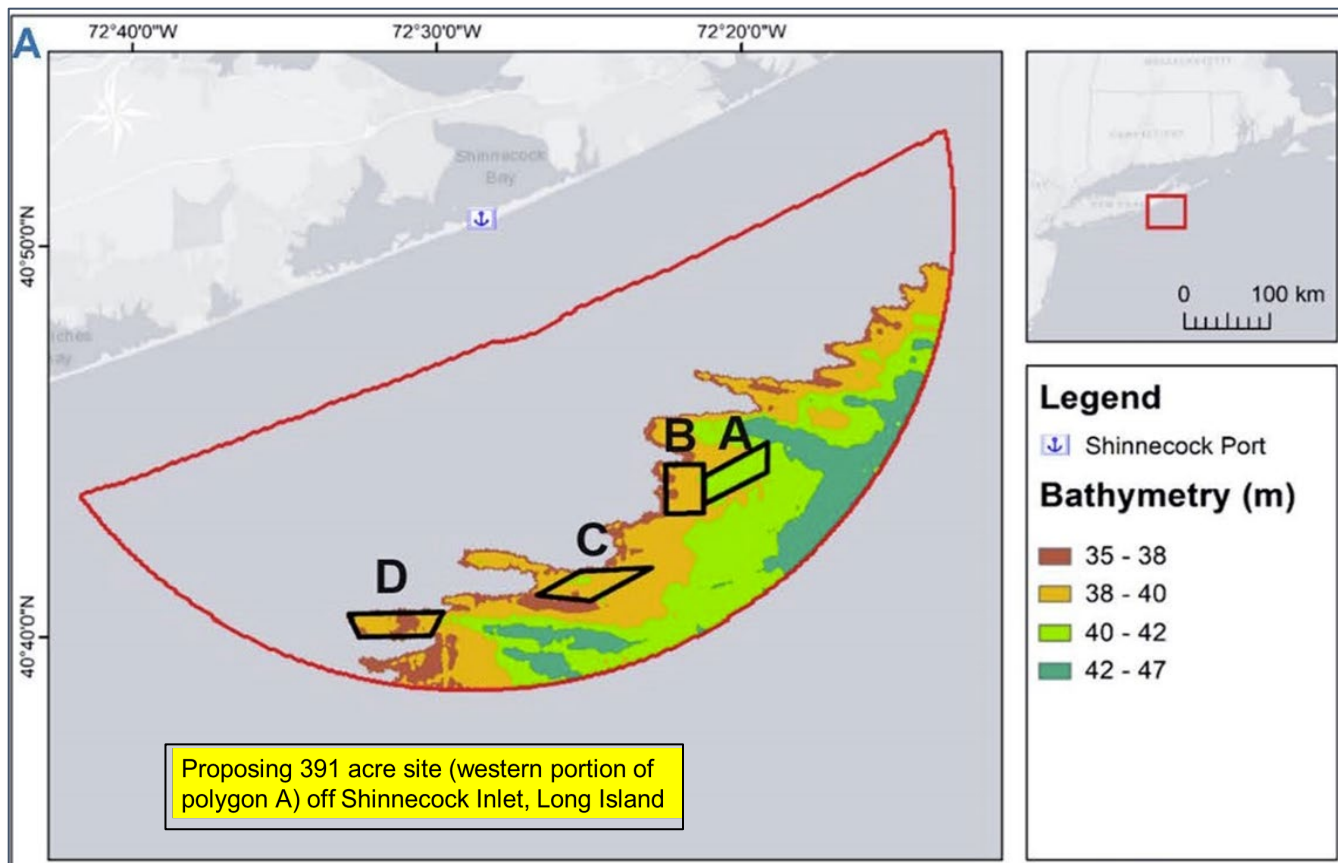 A
72°40'0"W
72°30'0"W
72°20'0"W
40°50'0"N
40°40'0"N
Shinnecock
Bay
B
A
C
D
Proposing 391 acre site (western portion of
polygon A) off Shinnecock Inlet, Long Island
0 100 km
Legend
Shinnecock Port
Bathymetry (m)
35 - 38
38 - 40
40 - 42
42 - 47